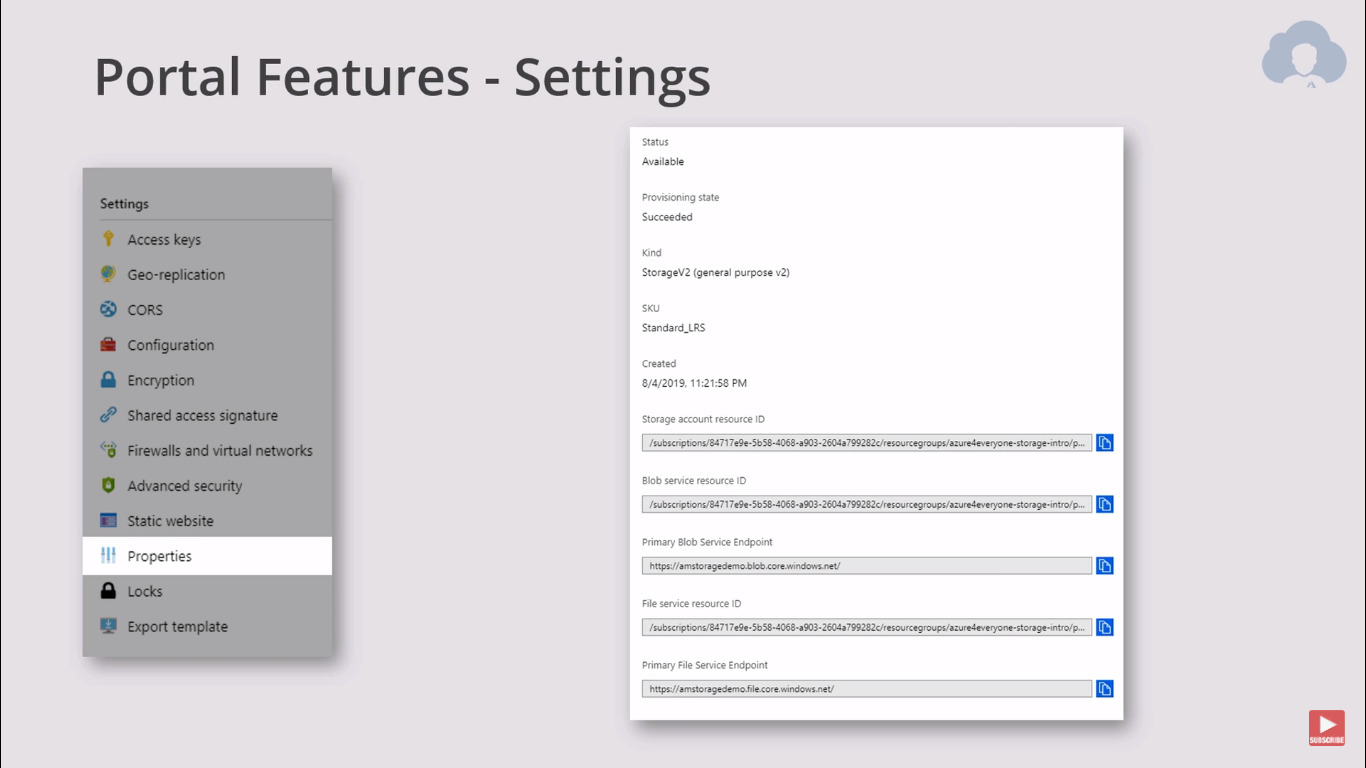 Portal Features - Settings
Settings
Access keys
Geo-replication
CORS
Configuration
Encryption
Shared access signature
Firewalls and virtual networks
Advanced security
Static website
Properties
Locks
Export template
Status
Available
Provisioning state
Succeeded
Kind
StorageV2 (general purpose v2)
SKU
Standard_LRS
Created
8/4/2019, 11:21:58 PM
Storage account resource ID
/subscriptions/84717e9e-5b58-4068-a903-2604a799282c/resourcegroups/azure4everyone-storage-intro/p...
Blob service resource ID
/subscriptions/84717e9e-5b58-4068-a903-2604a799282c/resourcegroups/azure4everyone-storage-intro/p...
Primary Blob Service Endpoint
https://amstoragedemo.blob.core.windows.net/
File service resource ID
/subscriptions/84717e9e-5b58-4068-a903-2604a799282c/resourcegroups/azure4everyone-storage-intro/p...
Primary File Service Endpoint
https://amstoragedemo.file.core.windows.net/
SUBSCRIBE